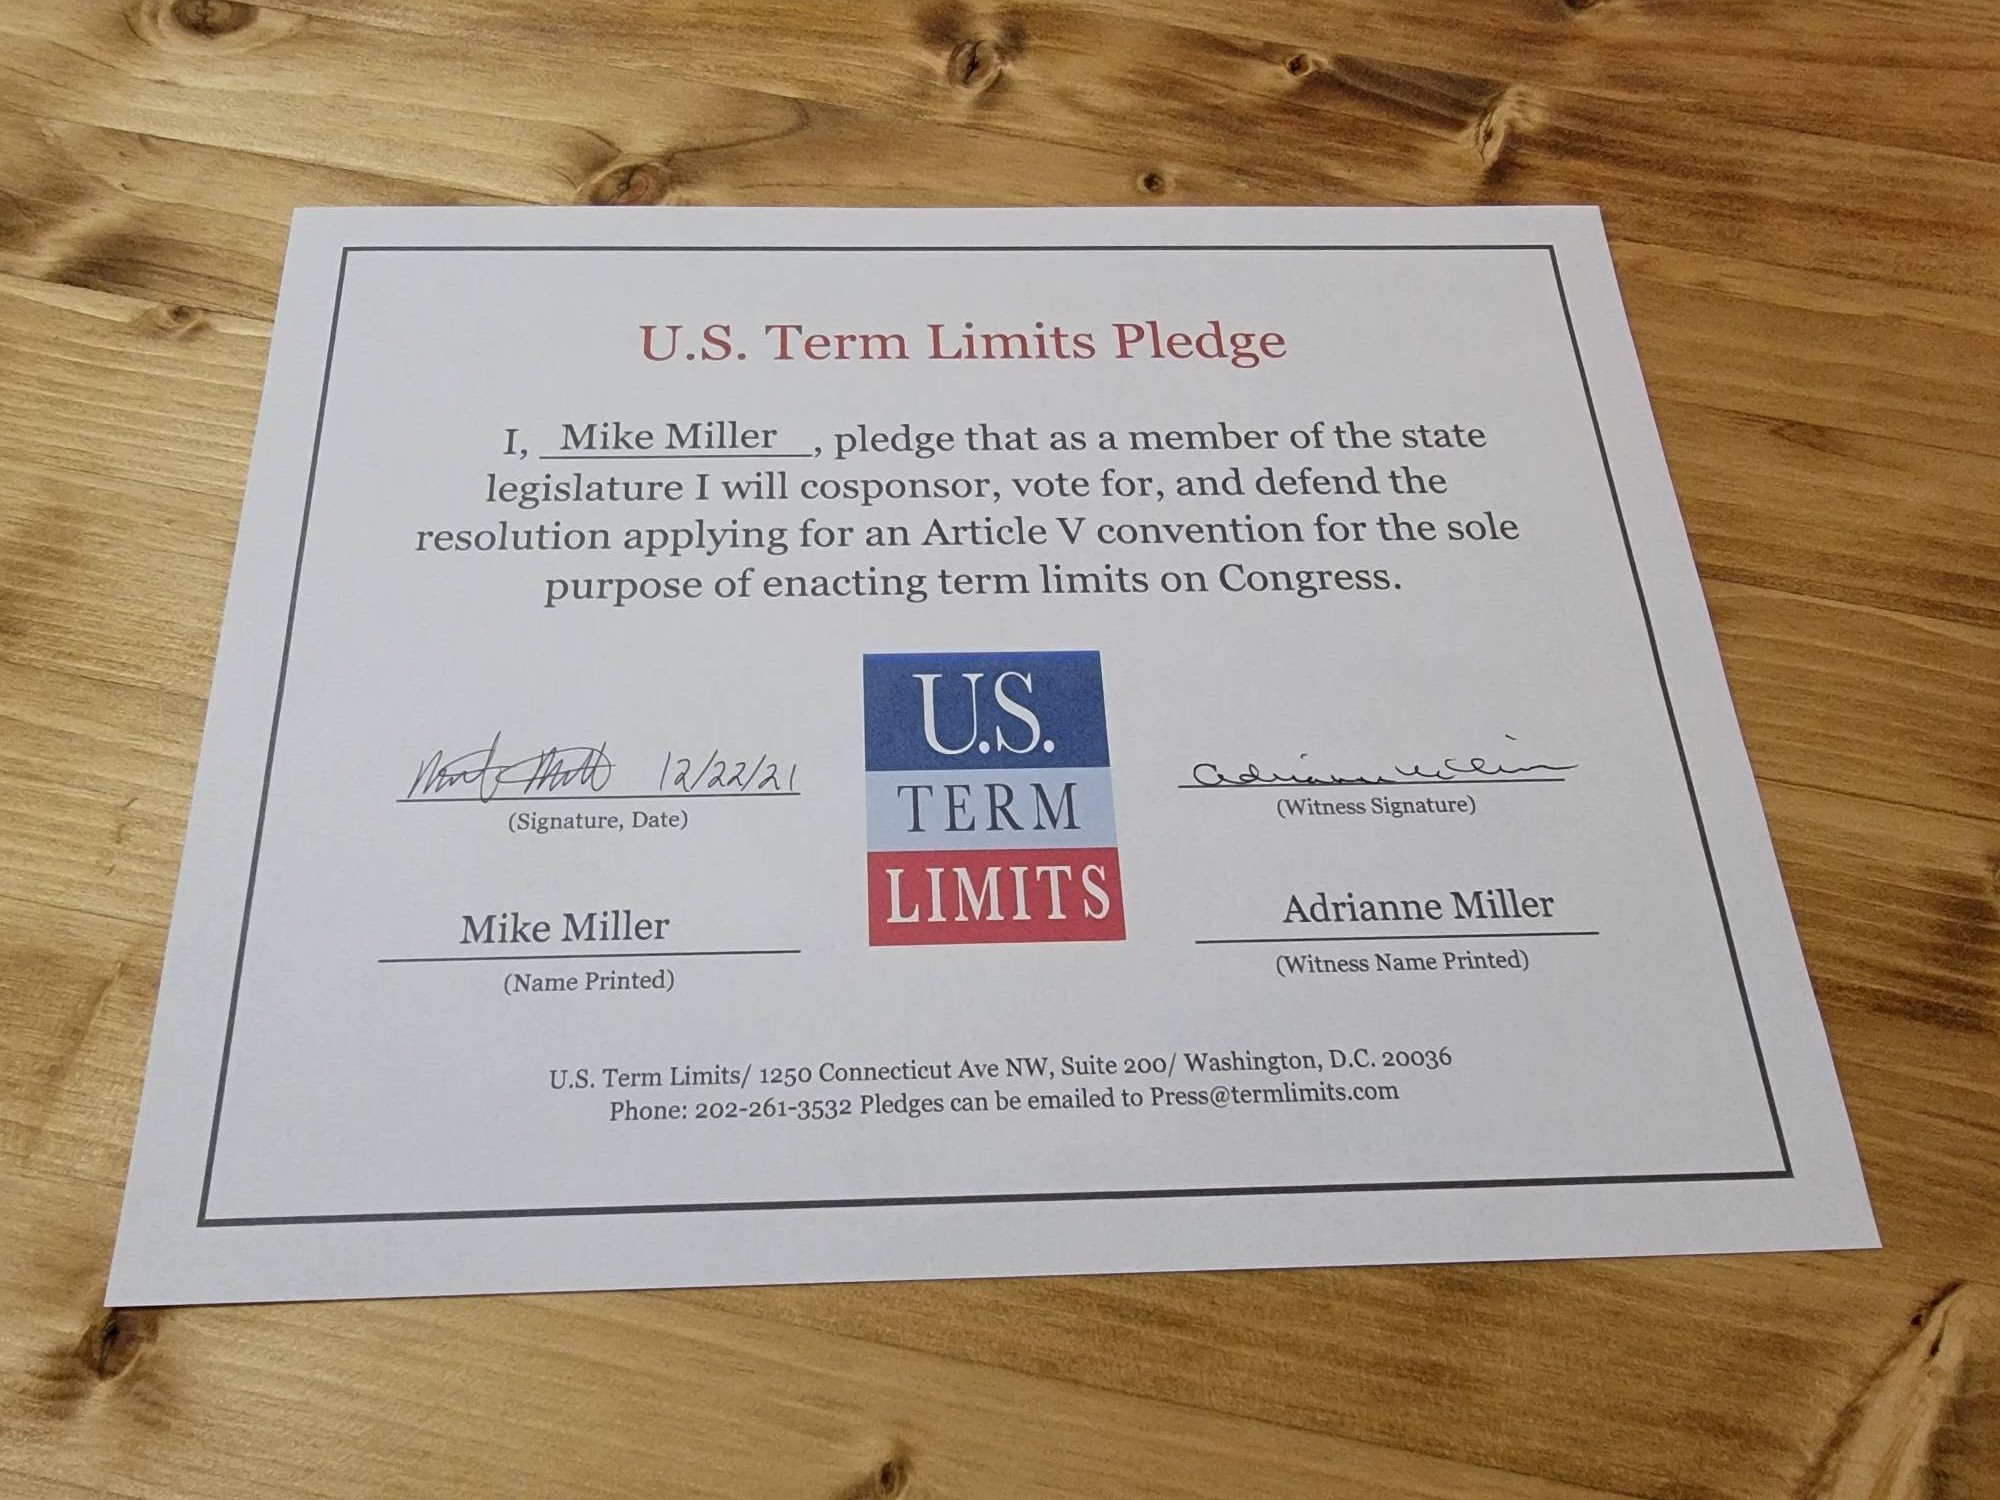 U.S. Term Limits Pledge
I, Mike Miller, pledge that as a member of the state
legislature I will cosponsor, vote for, and defend the
resolution applying for an Article V convention for the sole
purpose of enacting term limits on Congress.
U.S.
TERM
LIMITS
12/22/21
(Signature, Date)
Adrianne Miller
(Witness Signature)
Mike Miller
(Name Printed)
Adrianne Miller
(Witness Name Printed)
U.S. Term Limits/ 1250 Connecticut Ave NW, Suite 200/ Washington, D.C. 20036
Phone: 202-261-3532 Pledges can be emailed to Press@termlimits.com